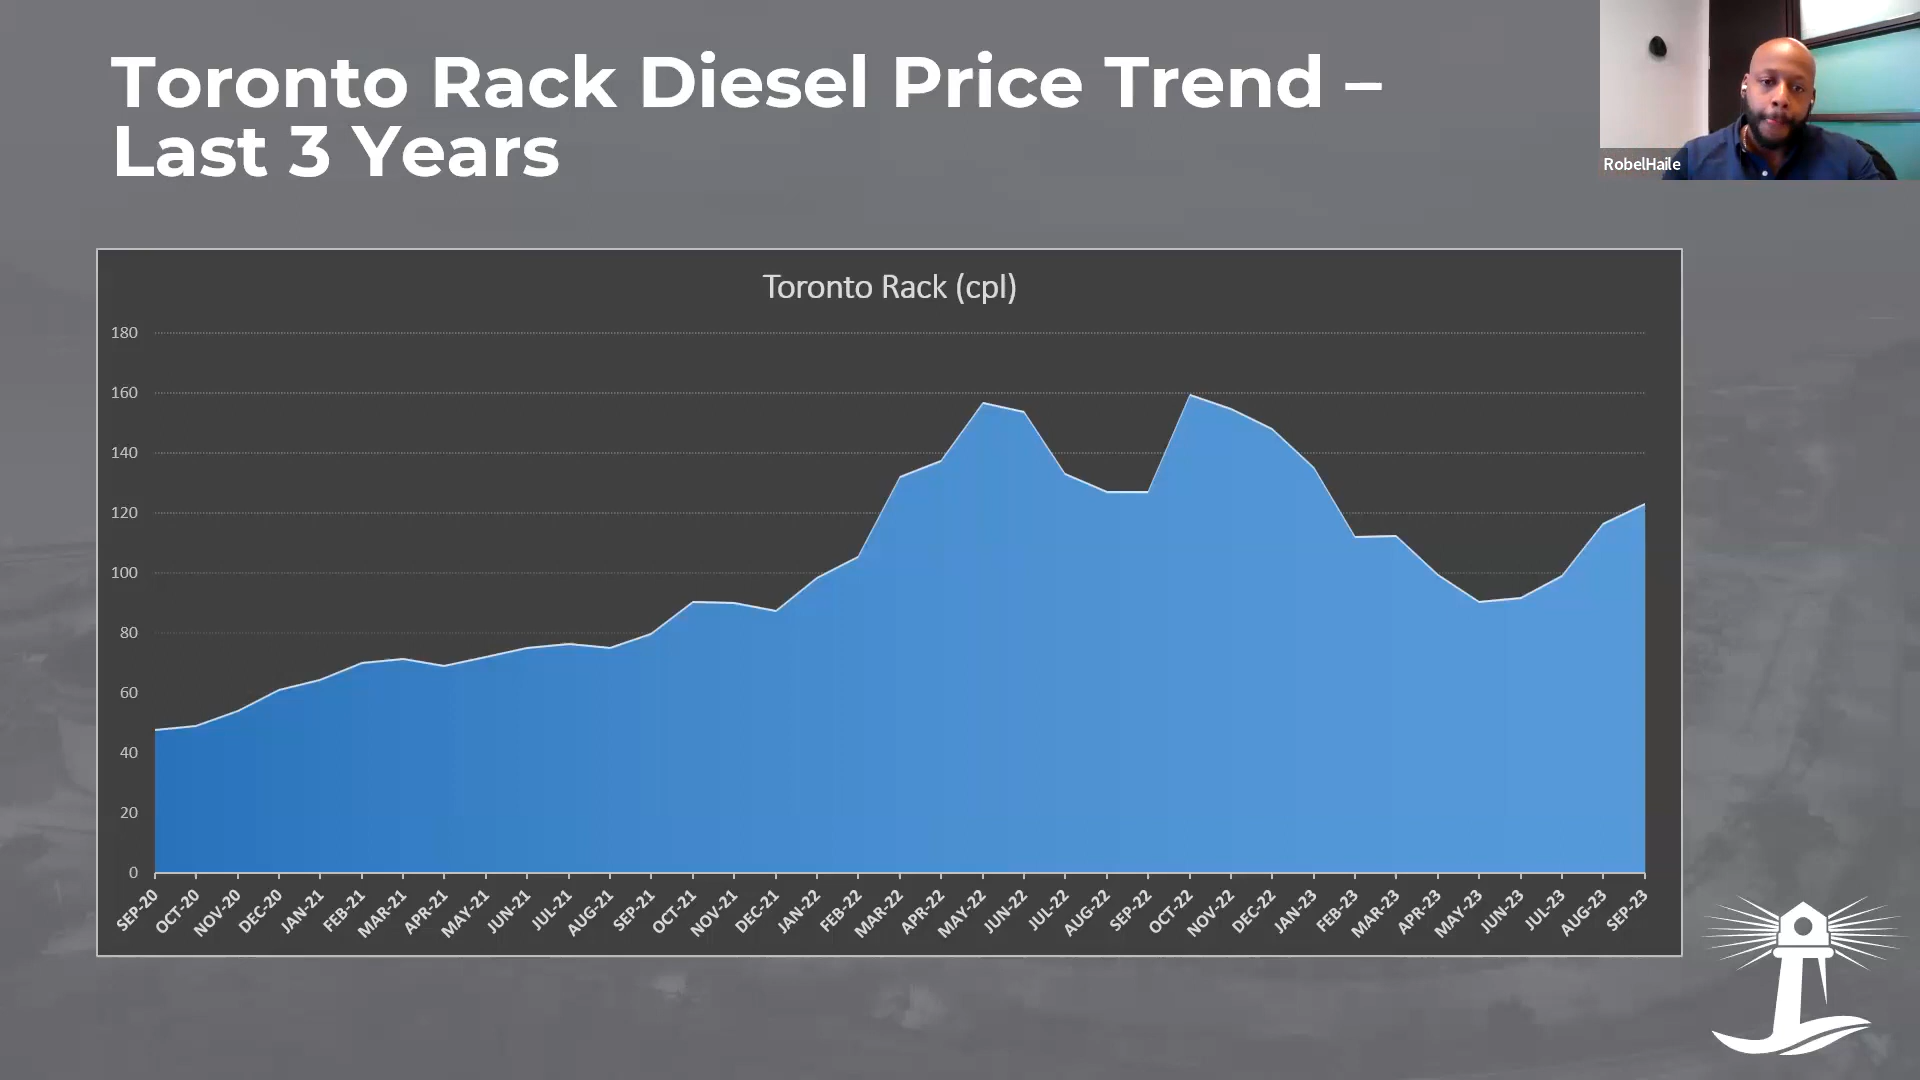 Toronto Rack Diesel Price Trend –
Last 3 Years
RobelHaile
Toronto Rack (cpl)
180
160
140
120
100
80
60
40
20
0
SEP-20
OCT-20
NOV-20
DEC-20
JAN-21
FEB-21
MAR-21
APR-21
MAY-21
JUN-21
JUL-21
AUG-21
SEP-21
OCT-21
NOV-21
DEC-21
JAN-22
FEB-22
MAR-22
APR-22
MAY-22
JUN-22
JUL-22
AUG-22
SEP-22
OCT-22
NOV-22
DEC-22
JAN-23
FEB-23
MAR-23
APR-23
MAY-23
JUN-23
JUL-23
AUG-23
SEP-23